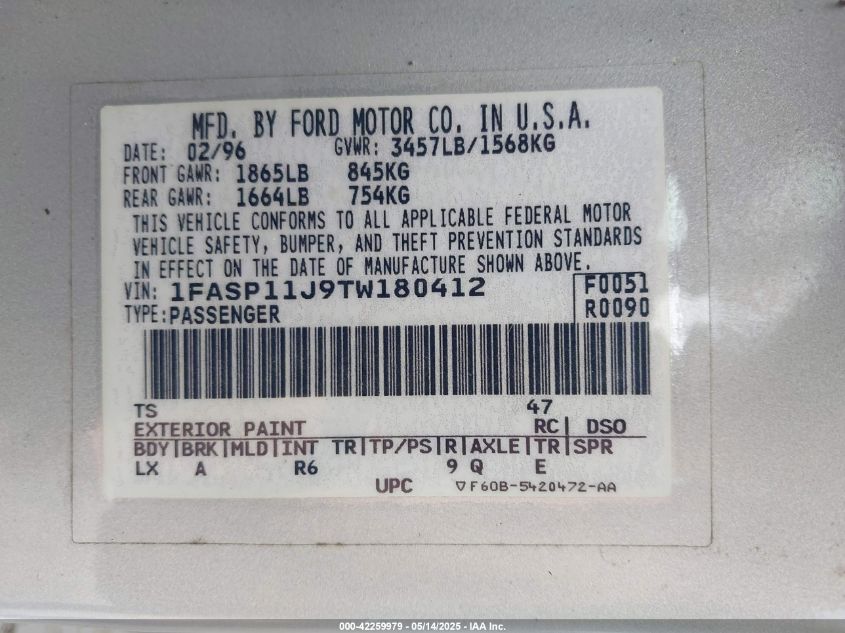 MFD. BY FORD MOTOR CO. IN U.S.A.
DATE: 02/96 GVWR: 3457LB/1568KG
FRONT GAWR: 1865LB 845KG
REAR GAWR: 1664LB 754KG
THIS VEHICLE CONFORMS TO ALL APPLICABLE FEDERAL MOTOR
VEHICLE SAFETY, BUMPER, AND THEFT PREVENTION STANDARDS
IN EFFECT ON THE DATE OF MANUFACTURE SHOWN ABOVE.
VIN: 1FASP11J9TW180412 F0051
TYPE: PASSENGER R0090
TS 47
EXTERIOR PAINT RC| DSO
BDY|BRK|MLD|INT TR|TP/PS|R|AXLE|TR|SPR
LX A R6 9 Q E
UPC ▽F60B-5420472-AA
000-42259979 - 05/14/2025 - IAA Inc.